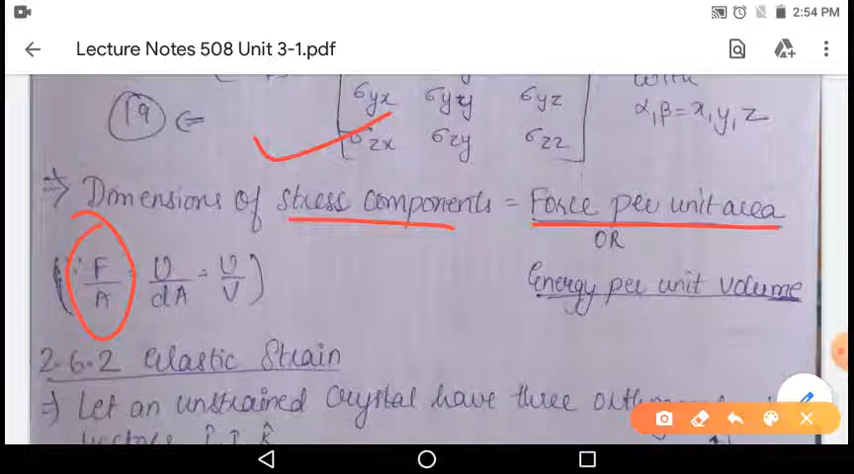 2:54 PM
Lecture Notes 508 Unit 3-1.pdf
with
σyx σyy σyz
α,β=x,y,z
19 ⇐
σzx σzy σzz
⇒ Dimensions of stress components = Force per unit area
OR
(∵ F/A = U/dA = U/V)
Energy per unit volume
2.6.2 Elastic Strain
⇒ Let an unstrained Crystal have three
vectors î, ĵ, k̂